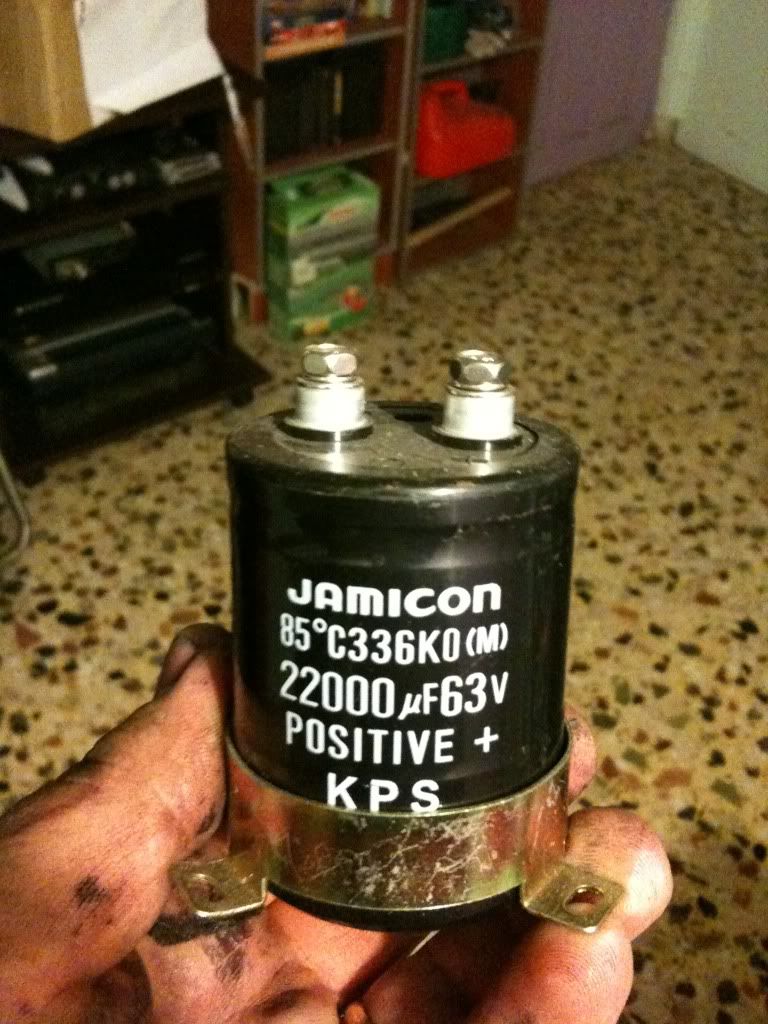 JAMICON
85°C336K0(M)
22000µF63V
POSITIVE +
KPS